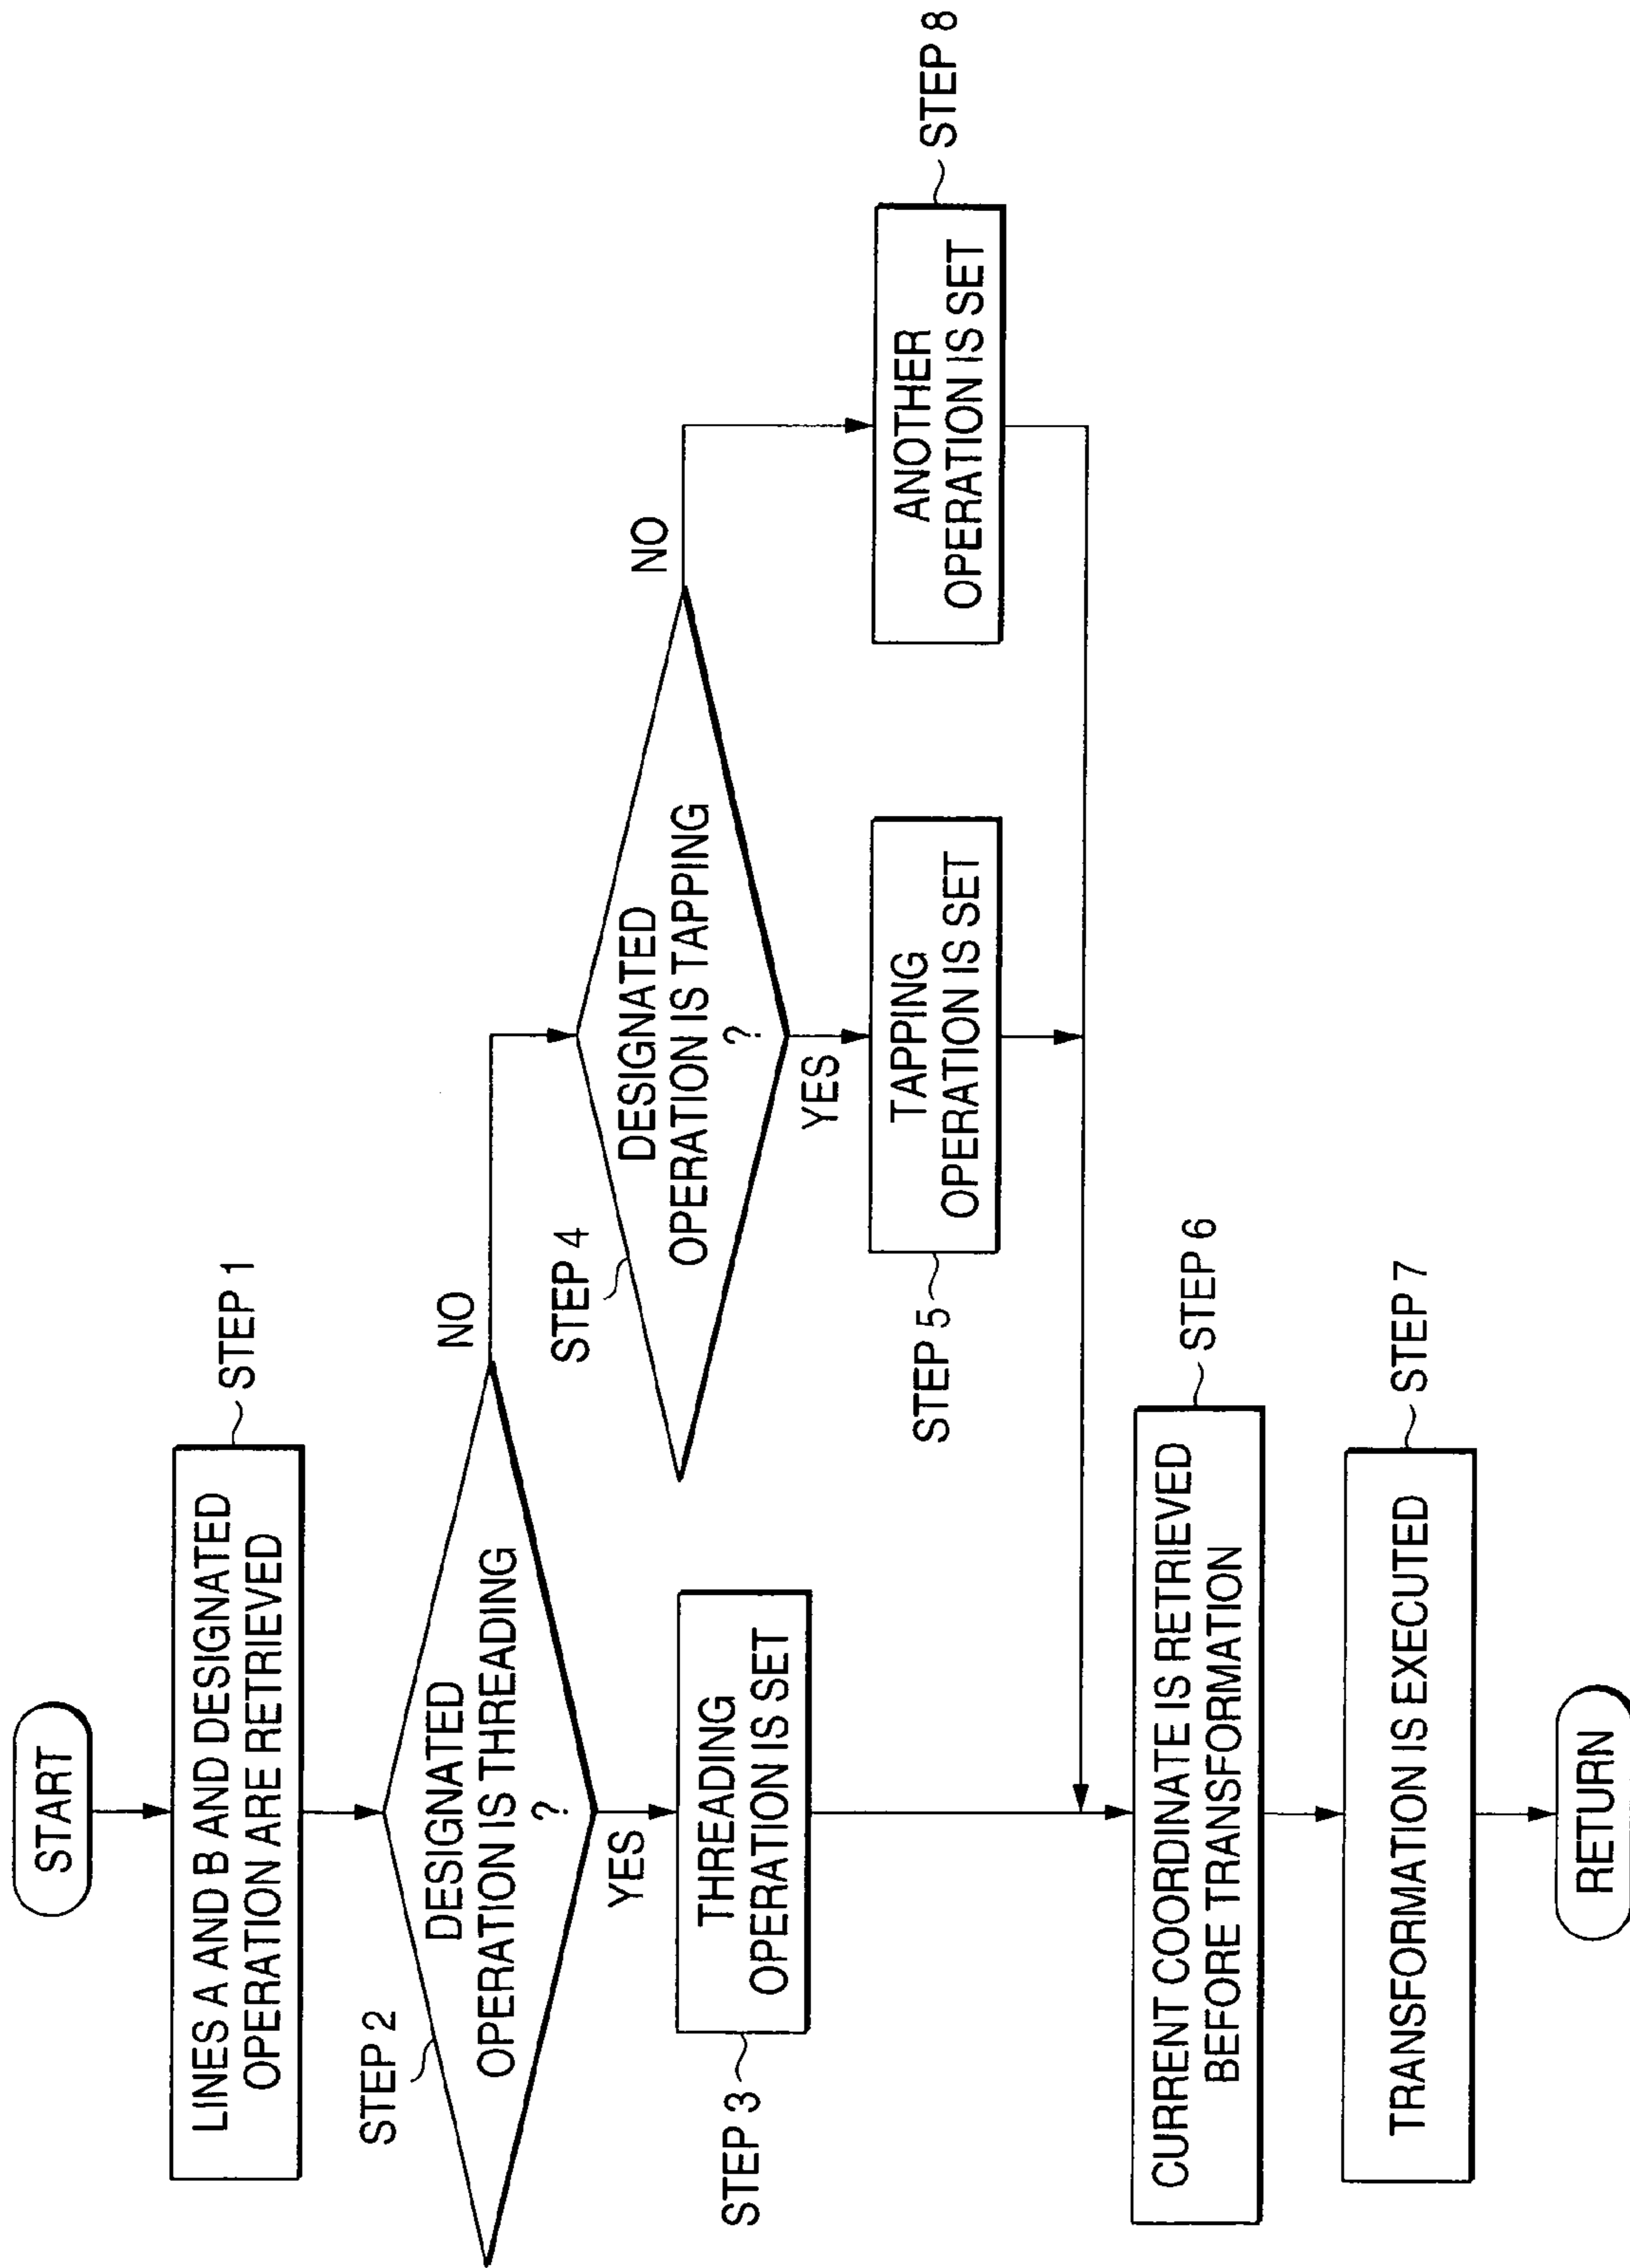 START
LINES A AND B AND DESIGNATED
OPERATION ARE RETRIEVED
STEP 1
STEP 2
DESIGNATED
OPERATION IS THREADING
?
NO
YES
STEP 3
THREADING
OPERATION IS SET
STEP 4
DESIGNATED
OPERATION IS TAPPING
?
NO
YES
STEP 5
TAPPING
OPERATION IS SET
ANOTHER
OPERATION IS SET
STEP 8
CURRENT COORDINATE IS RETRIEVED
BEFORE TRANSFORMATION
STEP 6
TRANSFORMATION IS EXECUTED
STEP 7
RETURN